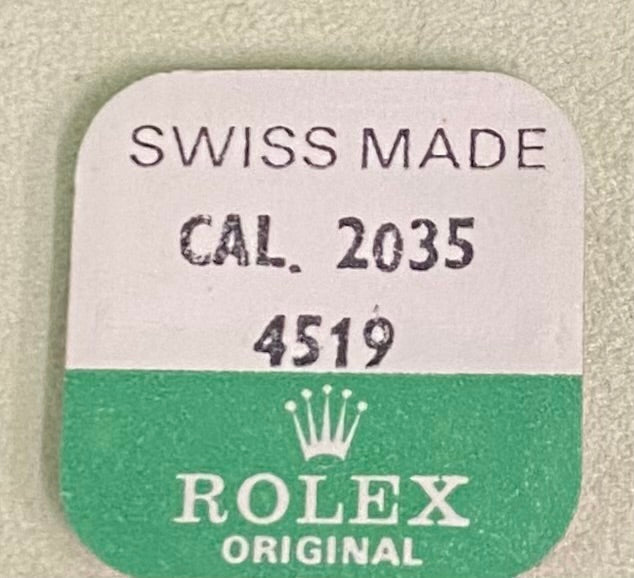 SWISS MADE
CAL. 2035
4519
ROLEX
ORIGINAL